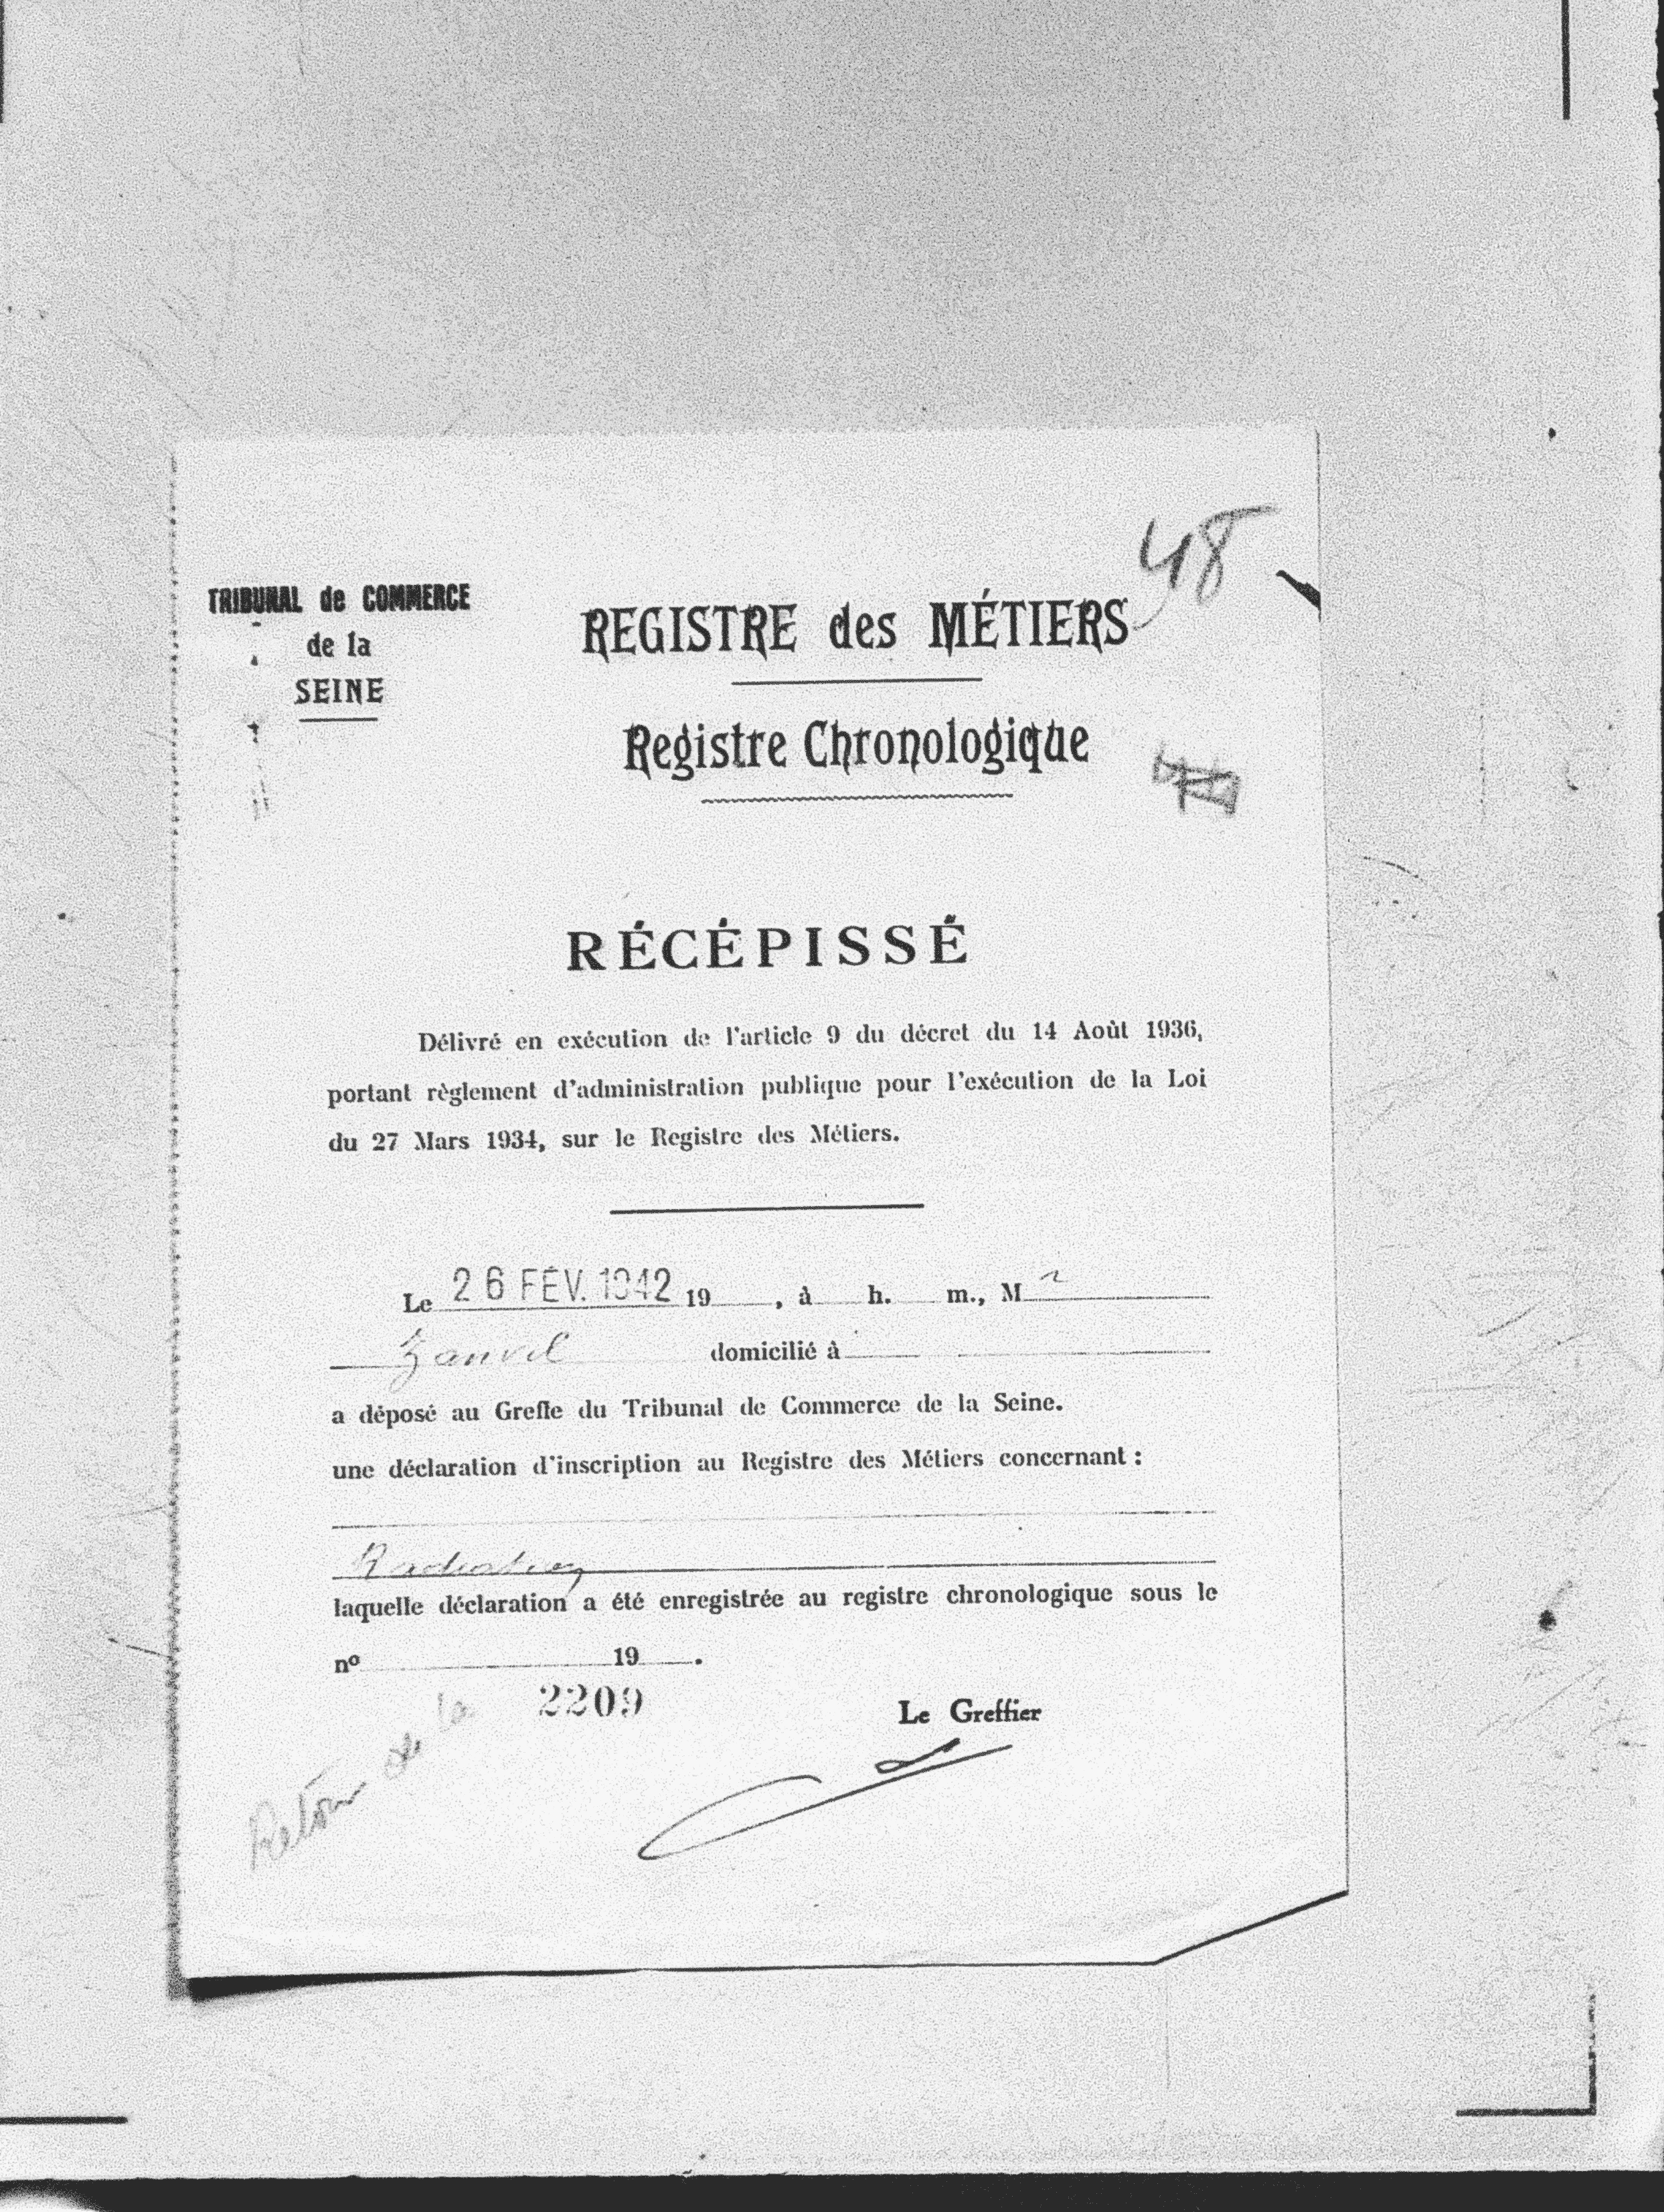 48
TRIBUNAL de COMMERCE
de la
SEINE
REGISTRE des MÉTIERS
Registre Chronologique
RÉCÉPISSÉ
Délivré en exécution de l'article 9 du décret du 14 Août 1936,
portant règlement d'administration publique pour l'exécution de la Loi
du 27 Mars 1934, sur le Registre des Métiers.
Le 26 FÉV. 1942 19 , à h. m., M r
Zanvil domicilié à
a déposé au Greffe du Tribunal de Commerce de la Seine.
une déclaration d'inscription au Registre des Métiers concernant :
Radiation
laquelle déclaration a été enregistrée au registre chronologique sous le
nº 19 .
2209
Le Greffier
Retour de la